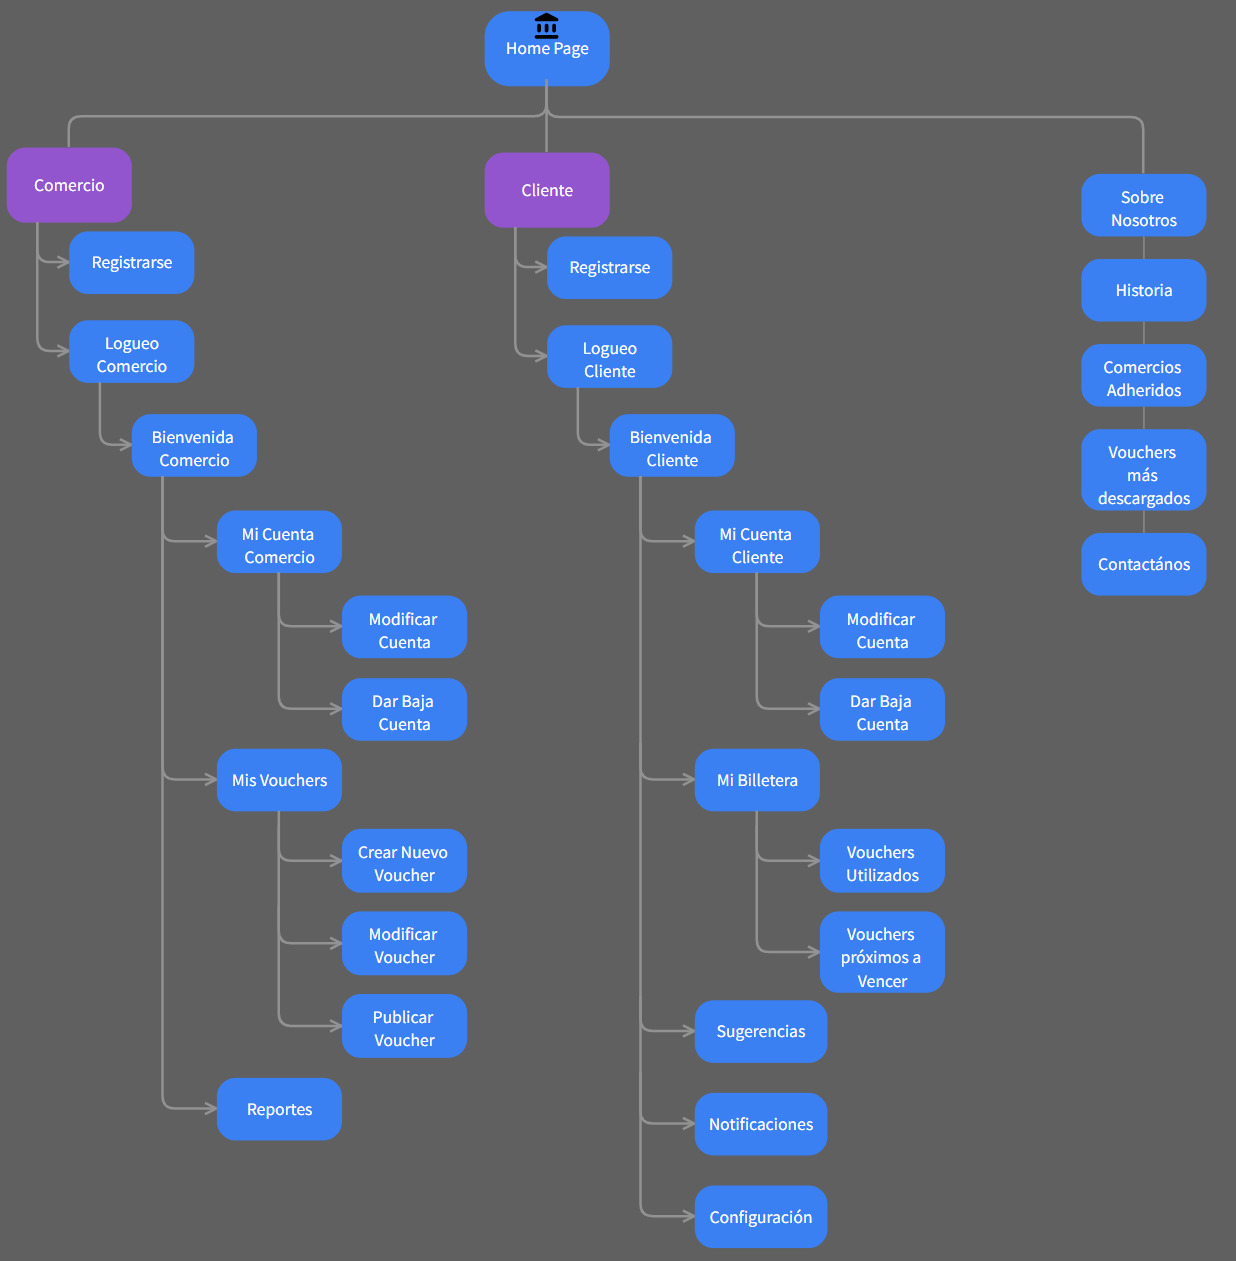 Home Page
Comercio
Registrarse
Logueo
Comercio
Bienvenida
Comercio
Mi Cuenta
Comercio
Modificar
Cuenta
Dar Baja
Cuenta
Mis Vouchers
Crear Nuevo
Voucher
Modificar
Voucher
Publicar
Voucher
Reportes
Cliente
Registrarse
Logueo
Cliente
Bienvenida
Cliente
Mi Cuenta
Cliente
Modificar
Cuenta
Dar Baja
Cuenta
Mi Billetera
Vouchers
Utilizados
Vouchers
próximos a
Vencer
Sugerencias
Notificaciones
Configuración
Sobre
Nosotros
Historia
Comercios
Adheridos
Vouchers
más
descargados
Contactános